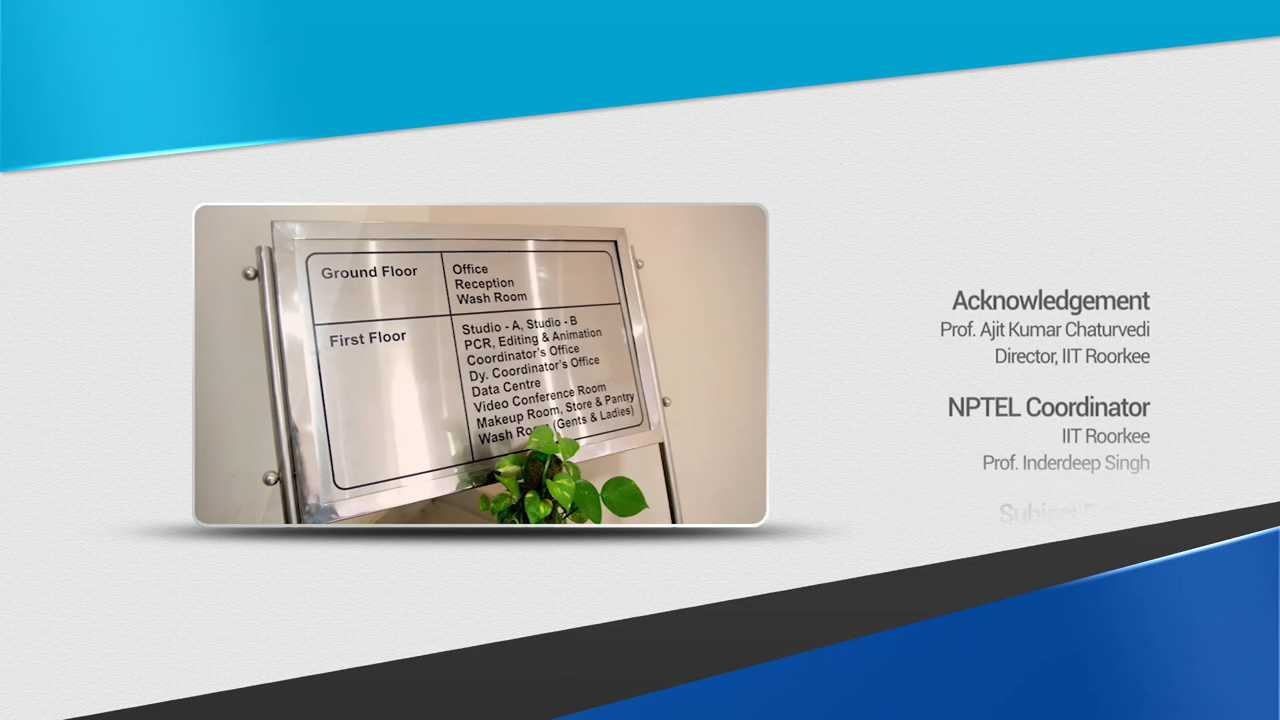 Ground Floor
Office
Reception
Wash Room
First Floor
Studio - A, Studio - B
PCR, Editing & Animation
Coordinator's Office
Dy. Coordinator's Office
Data Centre
Video Conference Room
Makeup Room, Store & Pantry
Wash Room (Gents & Ladies)
Acknowledgement
Prof. Ajit Kumar Chaturvedi
Director, IIT Roorkee
NPTEL Coordinator
IIT Roorkee
Prof. Inderdeep Singh
Subject